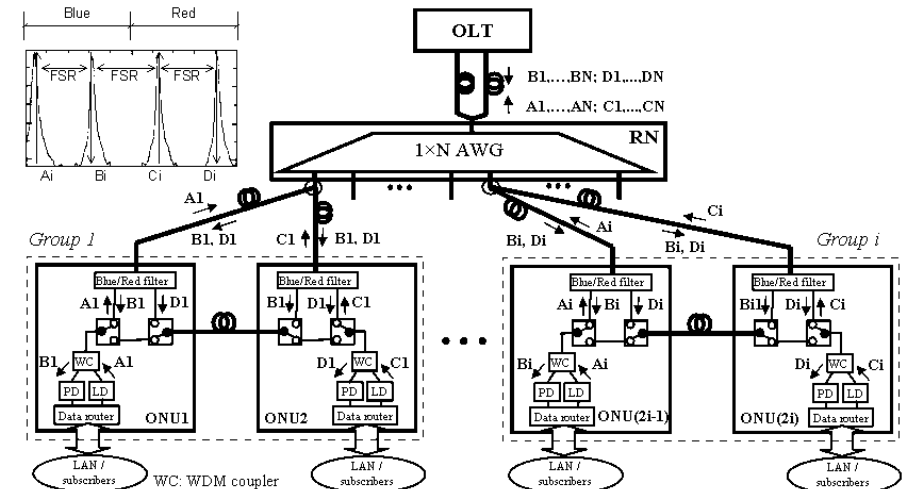 Blue Red
FSR FSR FSR
Ai Bi Ci Di
OLT
B1,...,BN; D1,...,DN
A1,...,AN; C1,...,CN
RN
1×N AWG
A1
B1, D1
C1
B1, D1
Ai
Bi, Di
Ci
Bi, Di
Group 1
Group i
Blue/Red filter
A1 B1 D1
B1 A1
WC
PD LD
Data router
ONU1
LAN /
subscribers
Blue/Red filter
B1 D1 C1
D1 C1
WC
PD LD
Data router
ONU2
LAN /
subscribers
Blue/Red filter
Ai Bi Di
Bi Ai
WC
PD LD
Data router
ONU(2i-1)
LAN /
subscribers
Blue/Red filter
Bi1 Di Ci
Di Ci
WC
PD LD
Data router
ONU(2i)
LAN /
subscribers
WC: WDM coupler